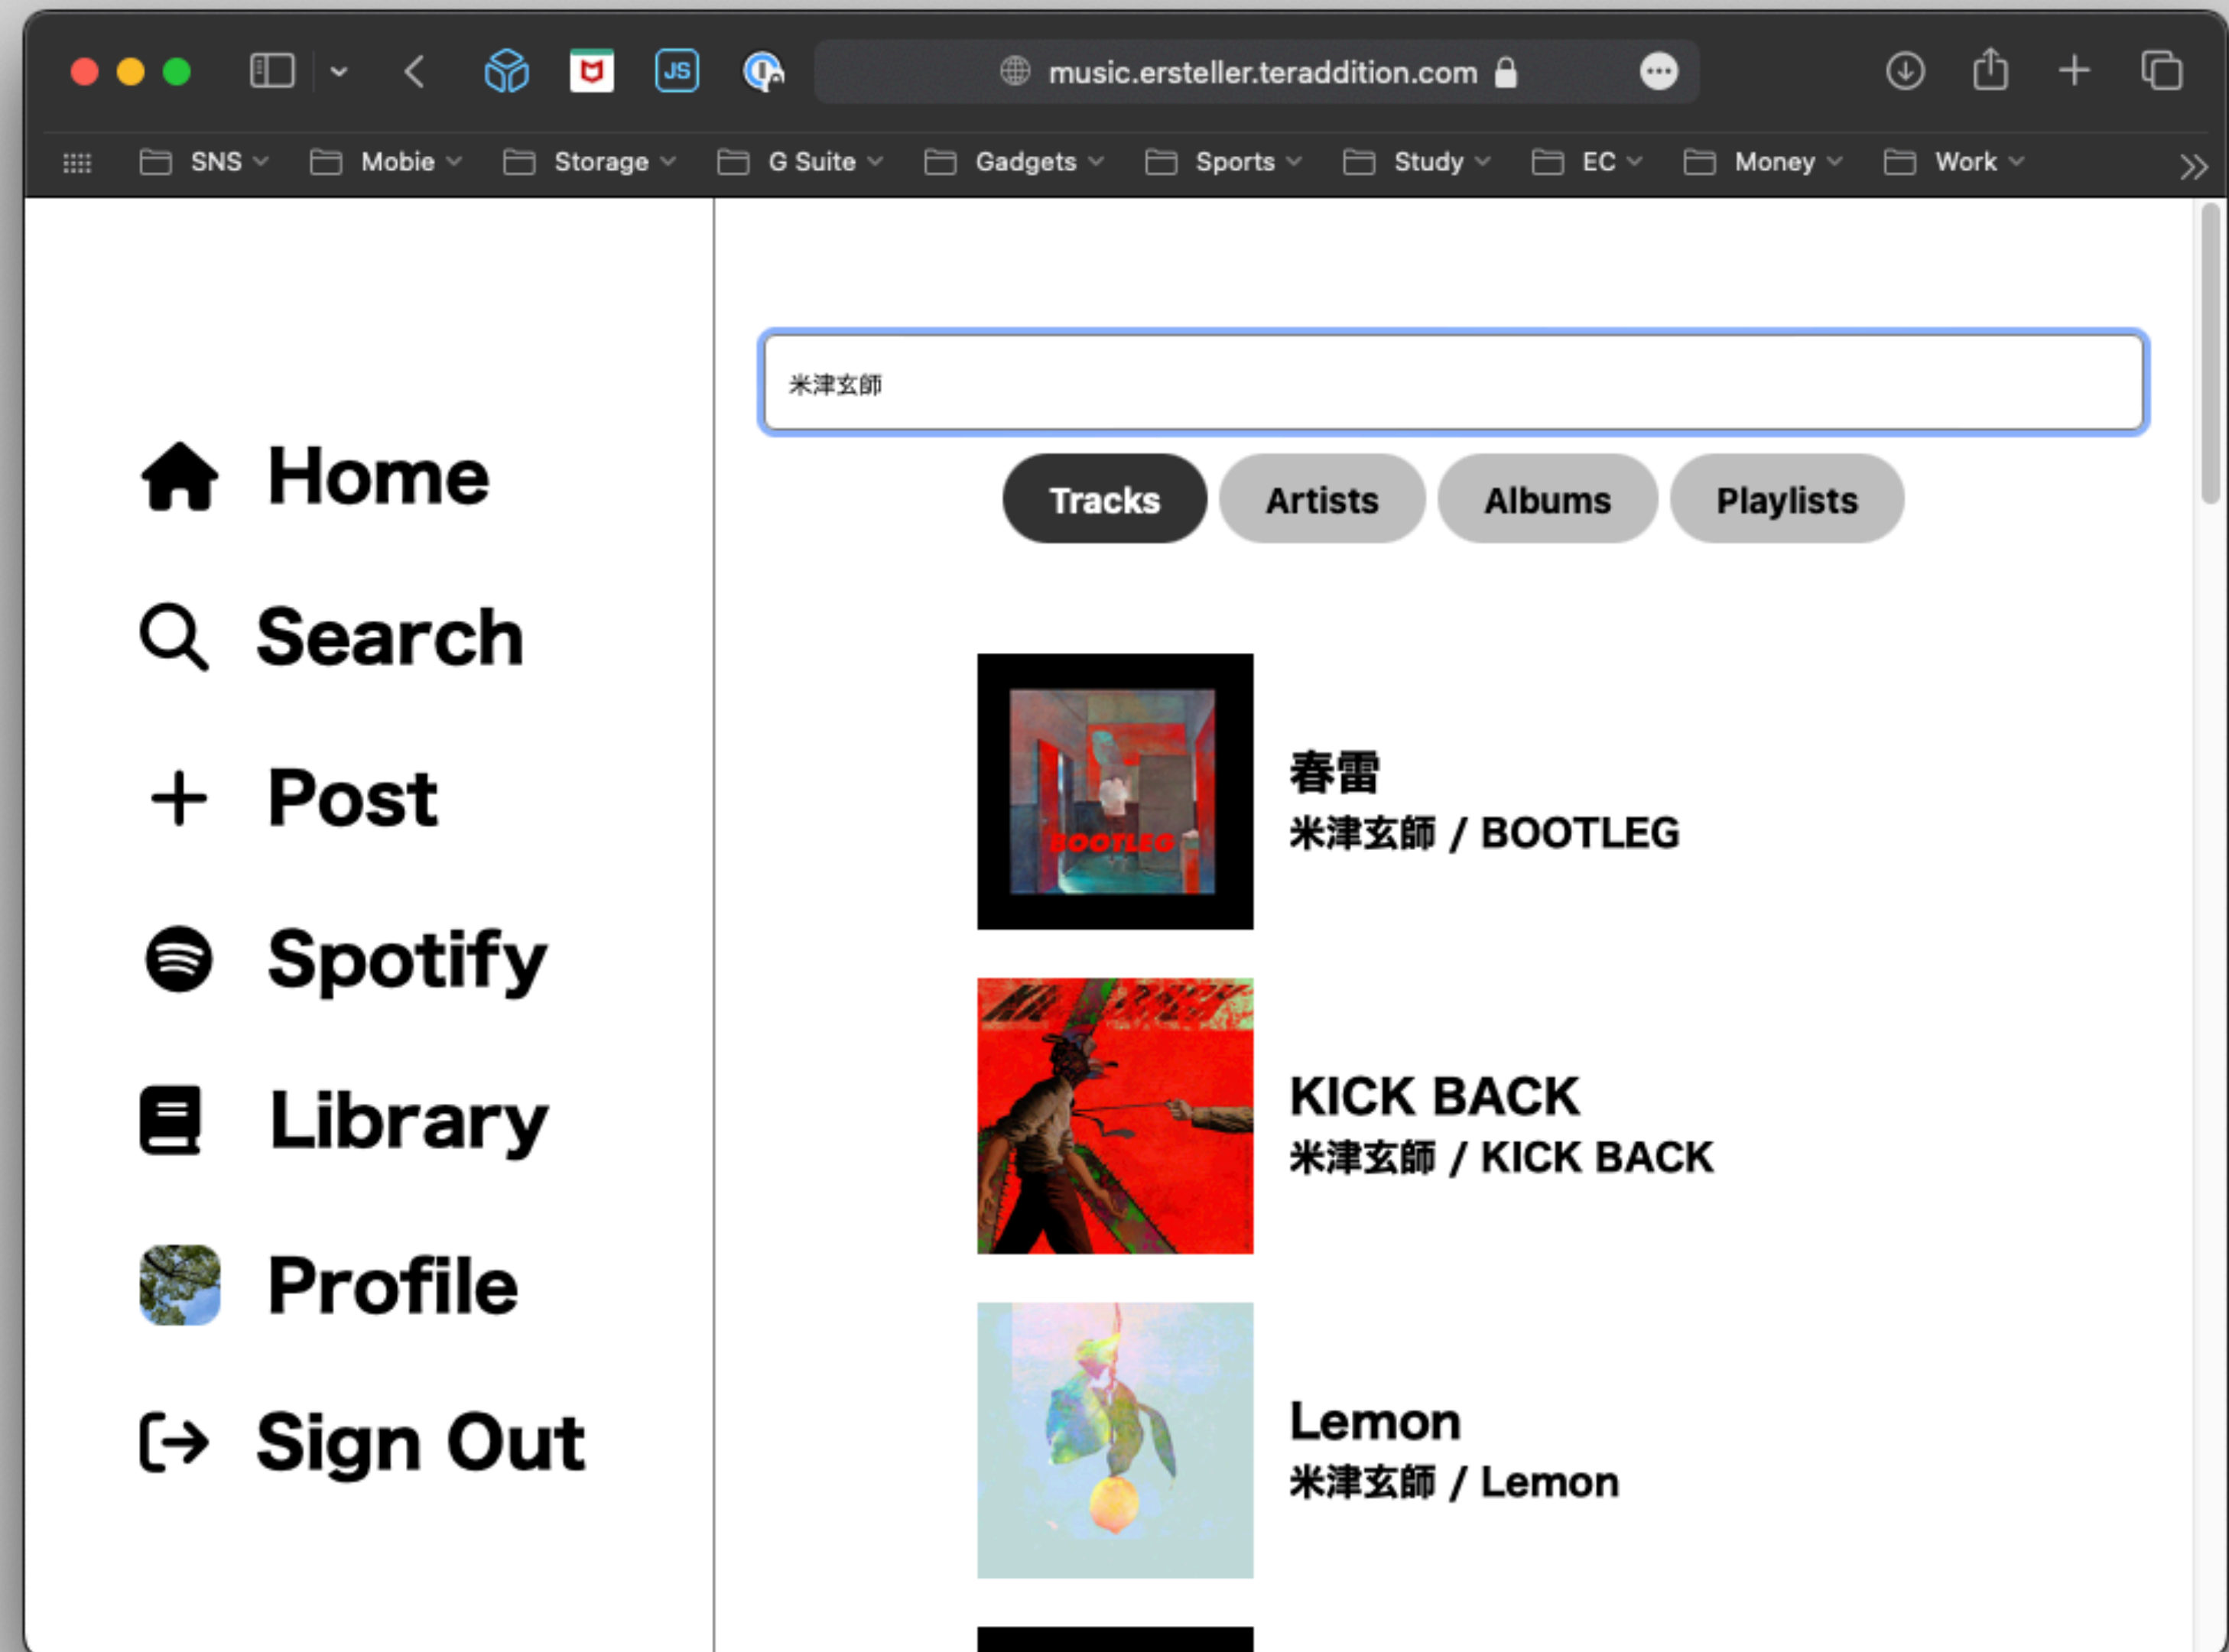 JS
music.ersteller.teraddition.com
SNS Mobie Storage G Suite Gadgets Sports Study EC Money Work
米津玄師
Tracks Artists Albums Playlists
Home
Search
Post
Spotify
Library
Profile
Sign Out
BOOTLEG
春雷
米津玄師 / BOOTLEG
KICK BACK
米津玄師 / KICK BACK
Lemon
米津玄師 / Lemon